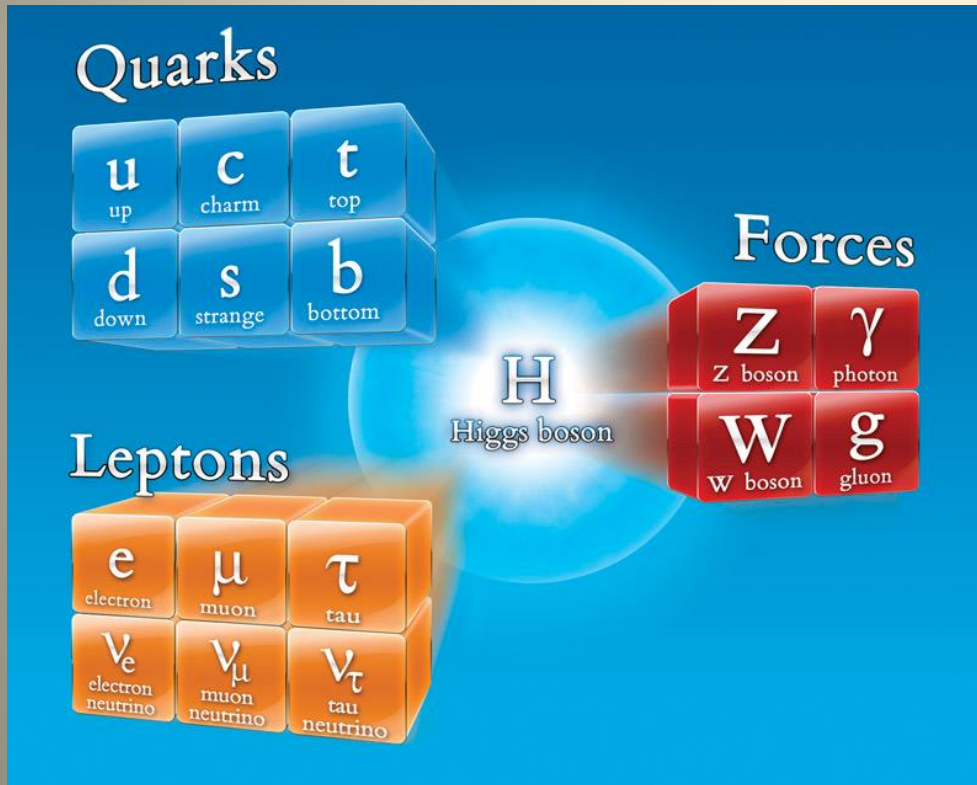 Quarks
u
up
c
charm
t
top
d
down
s
strange
b
bottom
Forces
Z
Z boson
γ
photon
W
W boson
g
gluon
H
Higgs boson
Leptons
e
electron
μ
muon
τ
tau
νe
electron
neutrino
νμ
muon
neutrino
ντ
tau
neutrino